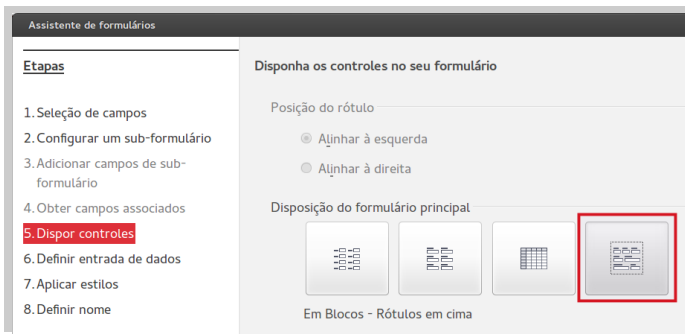 Assistente de formulários
Etapas
1. Seleção de campos
2. Configurar um sub-formulário
3. Adicionar campos de sub-
formulário
4. Obter campos associados
5. Dispor controles
6. Definir entrada de dados
7. Aplicar estilos
8. Definir nome
Disponha os controles no seu formulário
Posição do rótulo
Alinhar à esquerda
Alinhar à direita
Disposição do formulário principal
Em Blocos - Rótulos em cima